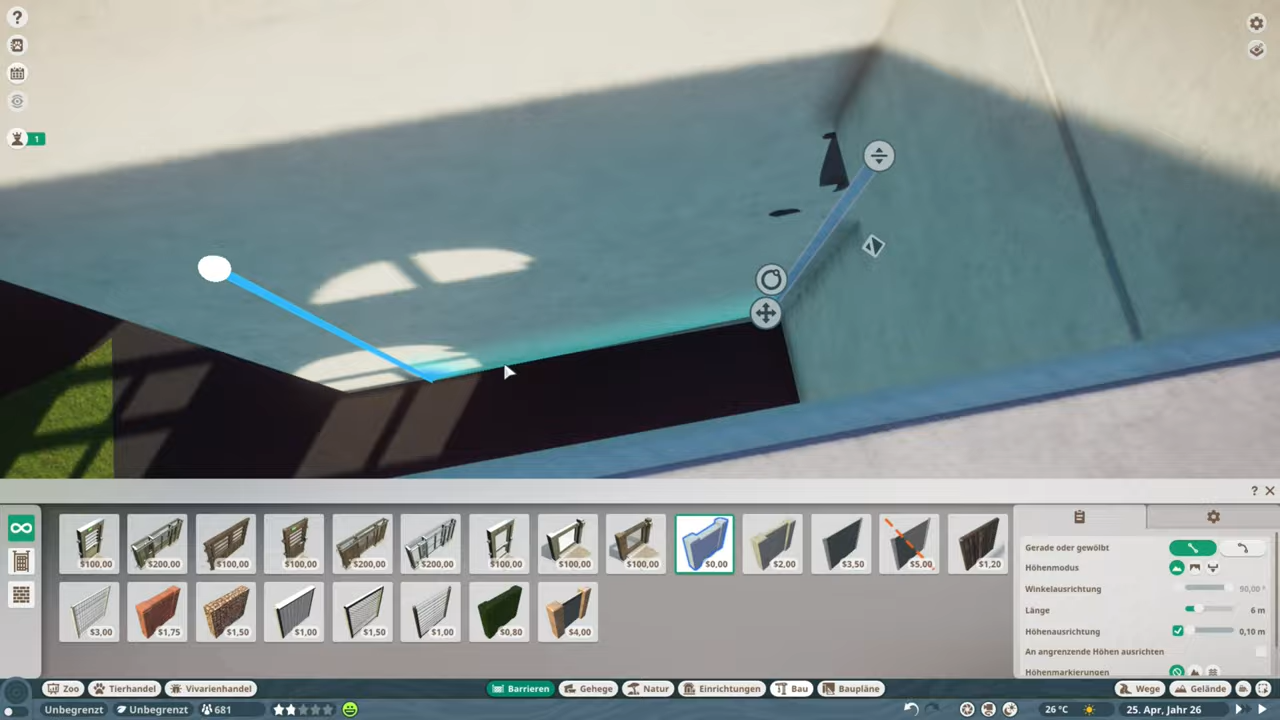 ?
1
? ×
$100,00 $200,00 $100,00 $100,00 $200,00 $200,00 $100,00 $100,00 $100,00 $0,00 $2,00 $3,50 $5,00 $1,20
$3,00 $1,75 $1,50 $1,00 $1,50 $1,00 $0,80 $4,00
Gerade oder gewölbt
Höhenmodus
Winkelausrichtung 90,00 °
Länge 6 m
Höhenausrichtung 0,10 m
An angrenzende Höhen ausrichten
Höhenmarkierungen
Zoo Tierhandel Vivarienhandel Barrieren Gehege Natur Einrichtungen Bau Baupläne Wege Gelände
Unbegrenzt Unbegrenzt 681 26 °C 25. Apr, Jahr 26